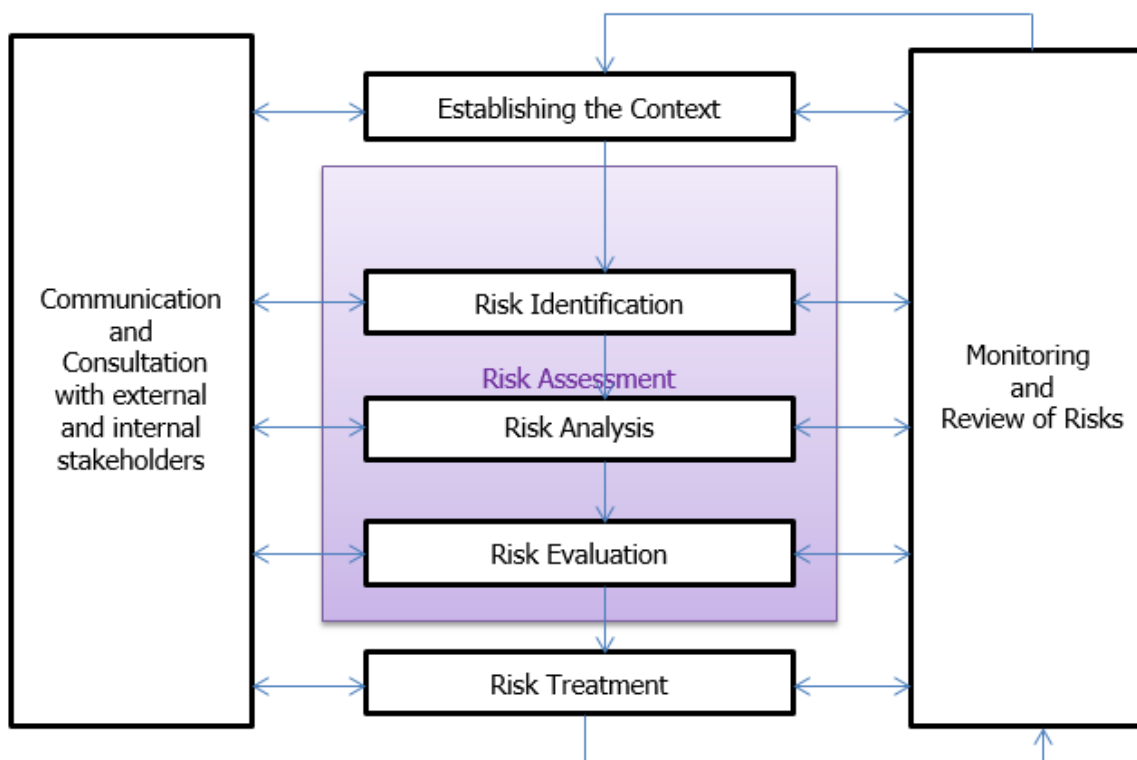 Establishing the Context
Communication
and
Consultation
with external
and internal
stakeholders
Risk Identification
Risk Assessment
Risk Analysis
Risk Evaluation
Risk Treatment
Monitoring
and
Review of Risks